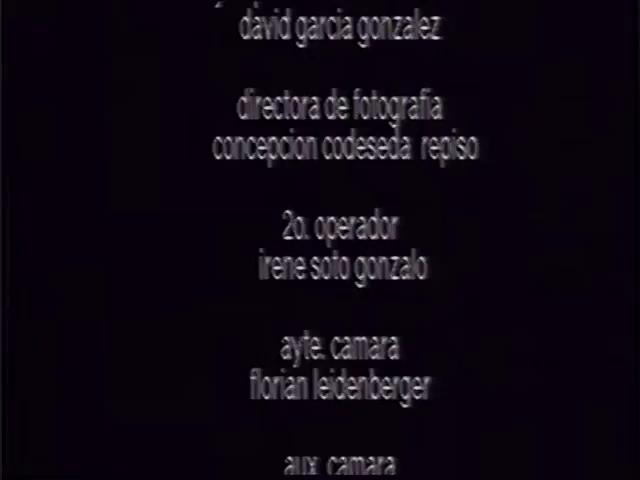 david garcia gonzalez
directora de fotografia
concepcion codeseda repiso
2o. operador
irene soto gonzalo
ayte. camara
florian leidenberger
aux. camara